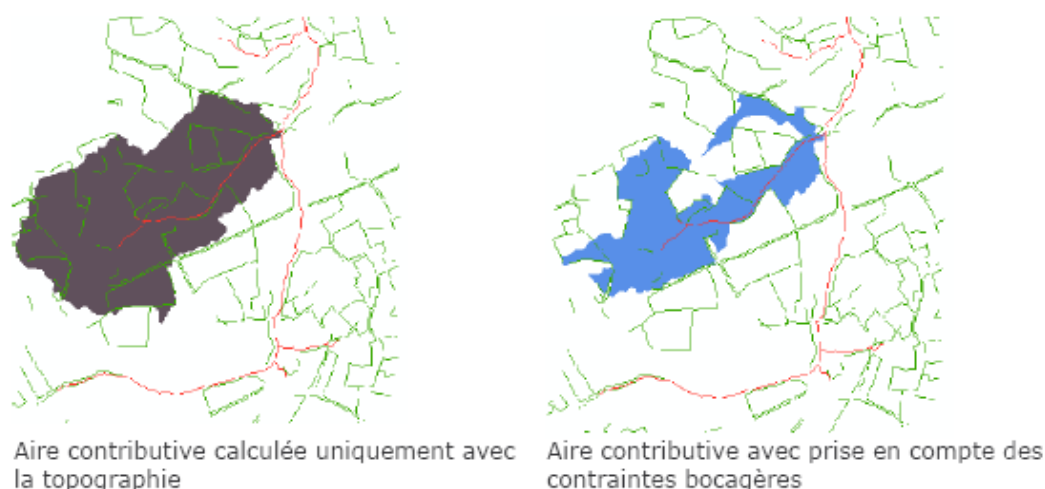 Aire contributive calculée uniquement avec
la topographie
Aire contributive avec prise en compte des
contraintes bocagères